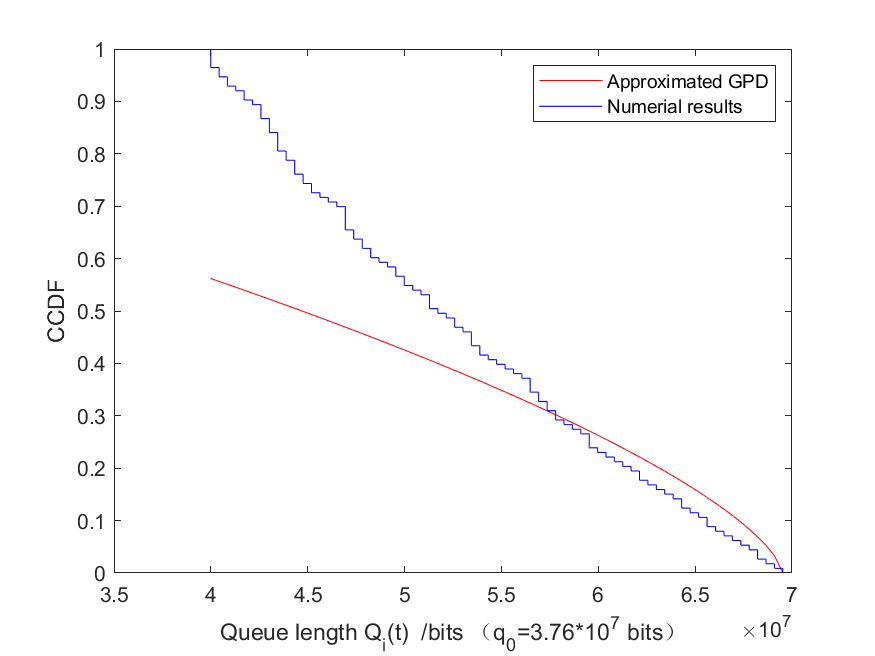 1
0.9
0.8
0.7
0.6
0.5
0.4
0.3
0.2
0.1
0
CCDF
Approximated GPD
Numerial results
3.5 4 4.5 5 5.5 6 6.5 7
×10^7
Queue length Q_i(t) /bits （q_0=3.76*10^7 bits）